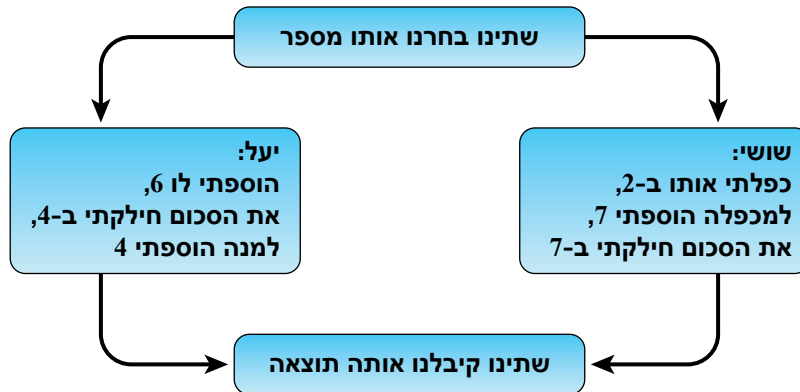 שתינו בחרנו אותו מספר
שושי:
כפלתי אותו ב-2,
למכפלה הוספתי 7,
את הסכום חילקתי ב-7
יעל:
הוספתי לו 6,
את הסכום חילקתי ב-4,
למנה הוספתי 4
שתינו קיבלנו אותה תוצאה